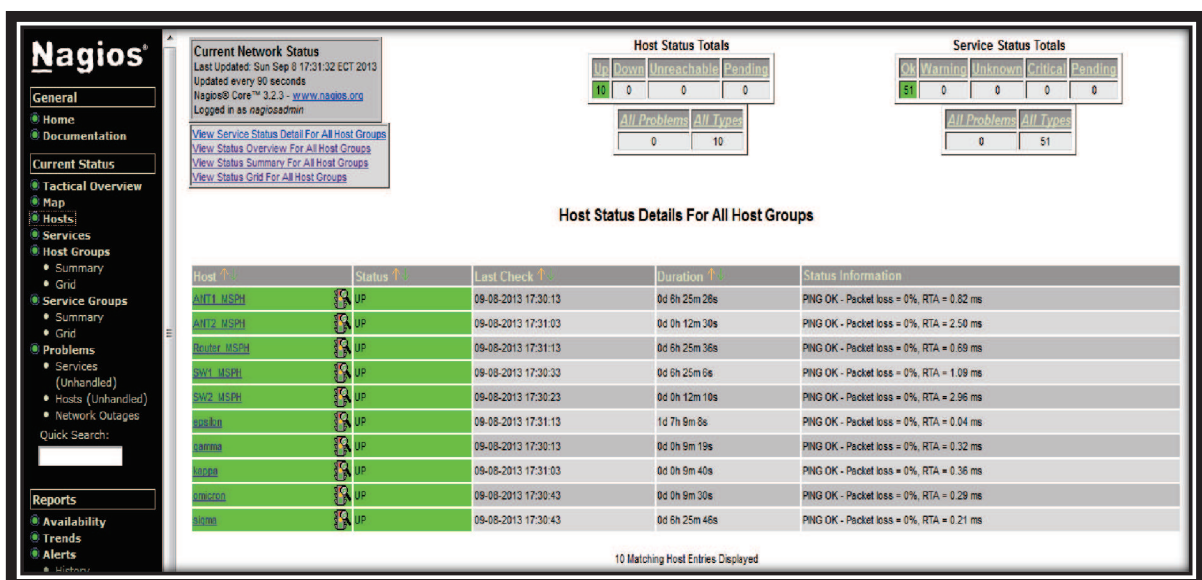 Nagios®
General
Home
Documentation
Current Status
Tactical Overview
Map
Hosts
Services
Host Groups
Summary
Grid
Service Groups
Summary
Grid
Problems
Services
(Unhandled)
Hosts (Unhandled)
Network Outages
Quick Search:
Reports
Availability
Trends
Alerts
History
Current Network Status
Last Updated: Sun Sep 8 17:31:32 ECT 2013
Updated every 90 seconds
Nagios® Core™ 3.2.3 - www.nagios.org
Logged in as nagiosadmin
View Service Status Detail For All Host Groups
View Status Overview For All Host Groups
View Status Summary For All Host Groups
View Status Grid For All Host Groups
Host Status Totals
Up Down Unreachable Pending
10 0 0 0
All Problems All Types
0 10
Service Status Totals
Ok Warning Unknown Critical Pending
51 0 0 0 0
All Problems All Types
0 51
Host Status Details For All Host Groups
Host Status Last Check Duration Status Information
ANT1_MSPH UP 09-08-2013 17:30:13 0d 6h 25m 26s PING OK - Packet loss = 0%, RTA = 0.82 ms
ANT2_MSPH UP 09-08-2013 17:31:03 0d 0h 12m 30s PING OK - Packet loss = 0%, RTA = 2.50 ms
Router_MSPH UP 09-08-2013 17:31:13 0d 6h 25m 36s PING OK - Packet loss = 0%, RTA = 0.69 ms
SW1_MSPH UP 09-08-2013 17:30:33 0d 6h 25m 6s PING OK - Packet loss = 0%, RTA = 1.09 ms
SW2_MSPH UP 09-08-2013 17:30:23 0d 0h 12m 10s PING OK - Packet loss = 0%, RTA = 2.96 ms
epsilon UP 09-08-2013 17:31:13 1d 7h 9m 8s PING OK - Packet loss = 0%, RTA = 0.04 ms
gamma UP 09-08-2013 17:30:13 0d 0h 9m 19s PING OK - Packet loss = 0%, RTA = 0.32 ms
kappa UP 09-08-2013 17:31:03 0d 0h 9m 40s PING OK - Packet loss = 0%, RTA = 0.36 ms
omicron UP 09-08-2013 17:30:43 0d 0h 9m 30s PING OK - Packet loss = 0%, RTA = 0.29 ms
sigma UP 09-08-2013 17:30:43 0d 6h 25m 46s PING OK - Packet loss = 0%, RTA = 0.21 ms
10 Matching Host Entries Displayed